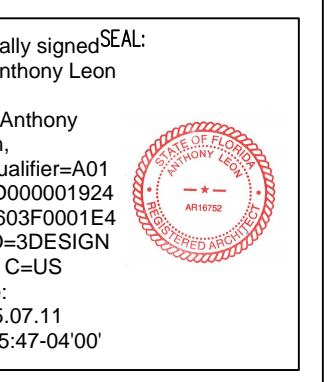 ally signed SEAL:
nthony Leon
Anthony
n,
ualifier=A01
D000001924
603F0001E4
D=3DESIGN
C=US
e:
5.07.11
5:47-04'00'
STATE OF FLORIDA
ANTHONY LEON
AR16752
REGISTERED ARCHITECT